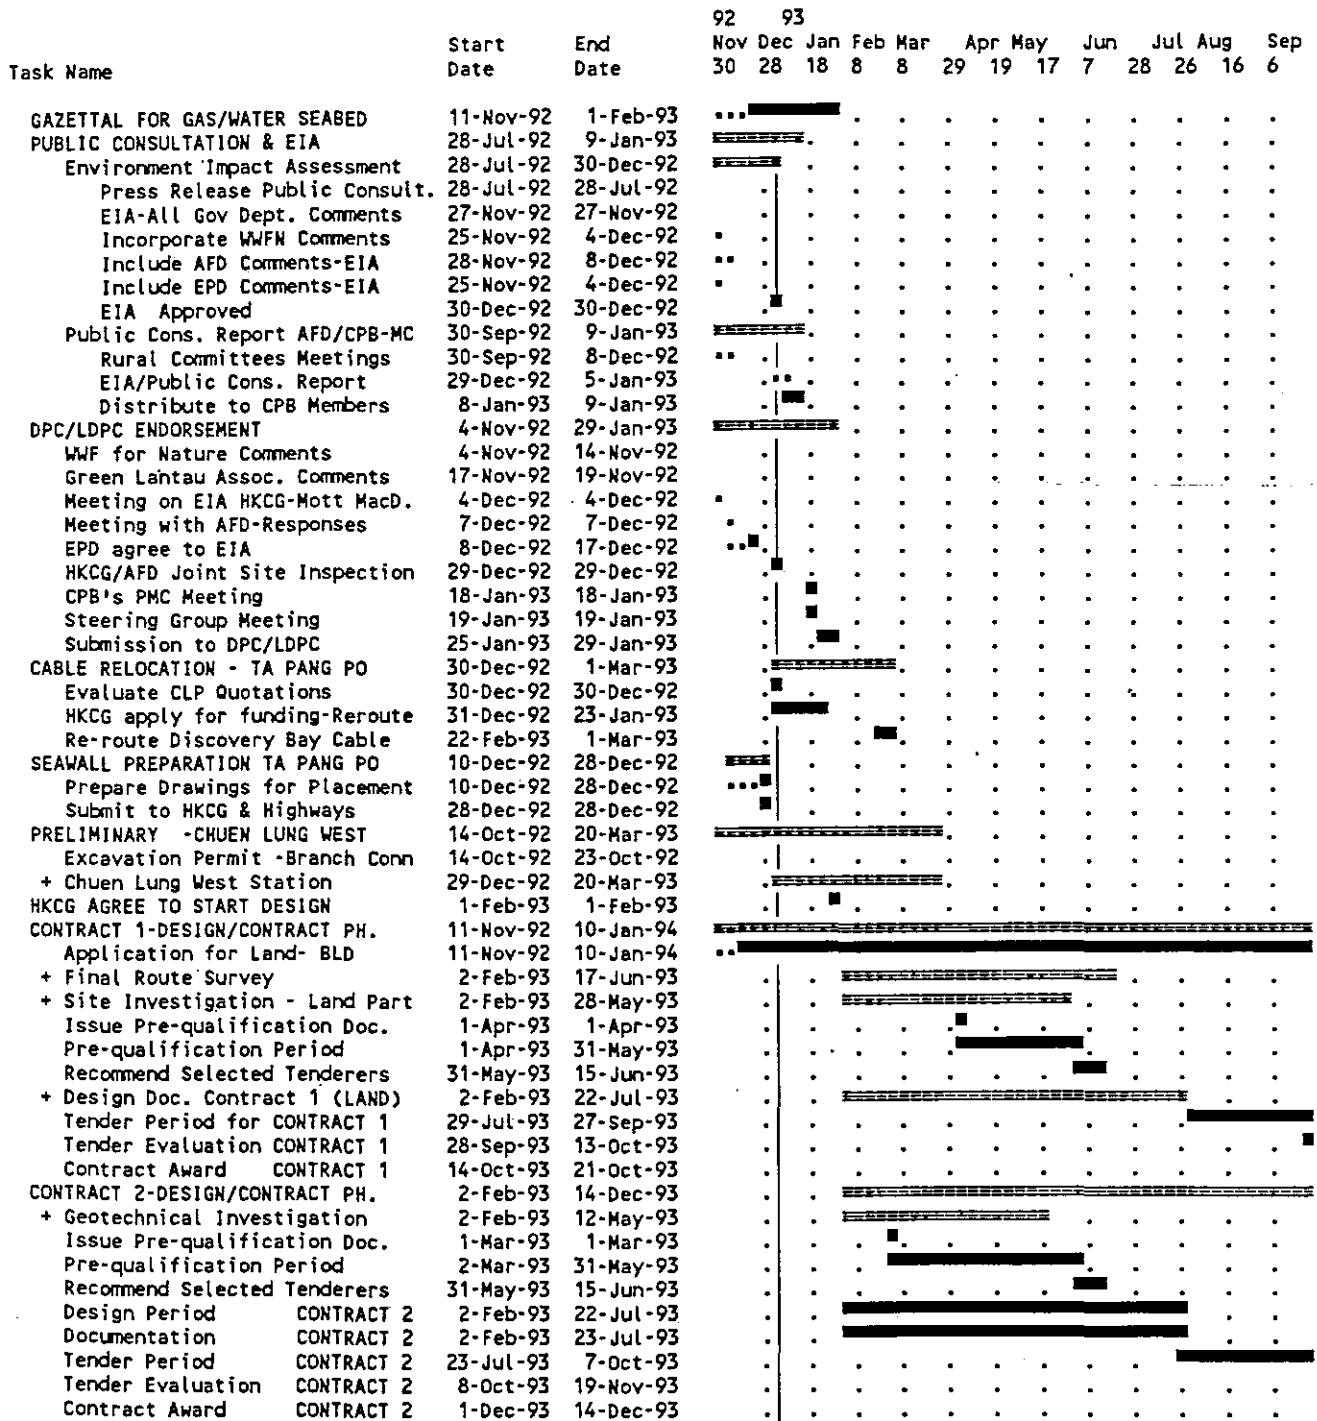 92 93
Start End Nov Dec Jan Feb Mar Apr May Jun Jul Aug Sep
Task Name Date Date 30 28 18 8 8 29 19 17 7 28 26 16 6
GAZETTAL FOR GAS/WATER SEABED 11-Nov-92 1-Feb-93
PUBLIC CONSULTATION & EIA 28-Jul-92 9-Jan-93
Environment Impact Assessment 28-Jul-92 30-Dec-92
Press Release Public Consult. 28-Jul-92 28-Jul-92
EIA-All Gov Dept. Comments 27-Nov-92 27-Nov-92
Incorporate WWFN Comments 25-Nov-92 4-Dec-92
Include AFD Comments-EIA 28-Nov-92 8-Dec-92
Include EPD Comments-EIA 25-Nov-92 4-Dec-92
EIA Approved 30-Dec-92 30-Dec-92
Public Cons. Report AFD/CPB-MC 30-Sep-92 9-Jan-93
Rural Committees Meetings 30-Sep-92 8-Dec-92
EIA/Public Cons. Report 29-Dec-92 5-Jan-93
Distribute to CPB Members 8-Jan-93 9-Jan-93
DPC/LDPC ENDORSEMENT 4-Nov-92 29-Jan-93
WWF for Nature Comments 4-Nov-92 14-Nov-92
Green Lantau Assoc. Comments 17-Nov-92 19-Nov-92
Meeting on EIA HKCG-Mott MacD. 4-Dec-92 4-Dec-92
Meeting with AFD-Responses 7-Dec-92 7-Dec-92
EPD agree to EIA 8-Dec-92 17-Dec-92
HKCG/AFD Joint Site Inspection 29-Dec-92 29-Dec-92
CPB's PMC Meeting 18-Jan-93 18-Jan-93
Steering Group Meeting 19-Jan-93 19-Jan-93
Submission to DPC/LDPC 25-Jan-93 29-Jan-93
CABLE RELOCATION - TA PANG PO 30-Dec-92 1-Mar-93
Evaluate CLP Quotations 30-Dec-92 30-Dec-92
HKCG apply for funding-Reroute 31-Dec-92 23-Jan-93
Re-route Discovery Bay Cable 22-Feb-93 1-Mar-93
SEAWALL PREPARATION TA PANG PO 10-Dec-92 28-Dec-92
Prepare Drawings for Placement 10-Dec-92 28-Dec-92
Submit to HKCG & Highways 28-Dec-92 28-Dec-92
PRELIMINARY -CHUEN LUNG WEST 14-Oct-92 20-Mar-93
Excavation Permit -Branch Conn 14-Oct-92 23-Oct-92
+ Chuen Lung West Station 29-Dec-92 20-Mar-93
HKCG AGREE TO START DESIGN 1-Feb-93 1-Feb-93
CONTRACT 1-DESIGN/CONTRACT PH. 11-Nov-92 10-Jan-94
Application for Land- BLD 11-Nov-92 10-Jan-94
+ Final Route Survey 2-Feb-93 17-Jun-93
+ Site Investigation - Land Part 2-Feb-93 28-May-93
Issue Pre-qualification Doc. 1-Apr-93 1-Apr-93
Pre-qualification Period 1-Apr-93 31-May-93
Recommend Selected Tenderers 31-May-93 15-Jun-93
+ Design Doc. Contract 1 (LAND) 2-Feb-93 22-Jul-93
Tender Period for CONTRACT 1 29-Jul-93 27-Sep-93
Tender Evaluation CONTRACT 1 28-Sep-93 13-Oct-93
Contract Award CONTRACT 1 14-Oct-93 21-Oct-93
CONTRACT 2-DESIGN/CONTRACT PH. 2-Feb-93 14-Dec-93
+ Geotechnical Investigation 2-Feb-93 12-May-93
Issue Pre-qualification Doc. 1-Mar-93 1-Mar-93
Pre-qualification Period 2-Mar-93 31-May-93
Recommend Selected Tenderers 31-May-93 15-Jun-93
Design Period CONTRACT 2 2-Feb-93 22-Jul-93
Documentation CONTRACT 2 2-Feb-93 23-Jul-93
Tender Period CONTRACT 2 23-Jul-93 7-Oct-93
Tender Evaluation CONTRACT 2 8-Oct-93 19-Nov-93
Contract Award CONTRACT 2 1-Dec-93 14-Dec-93